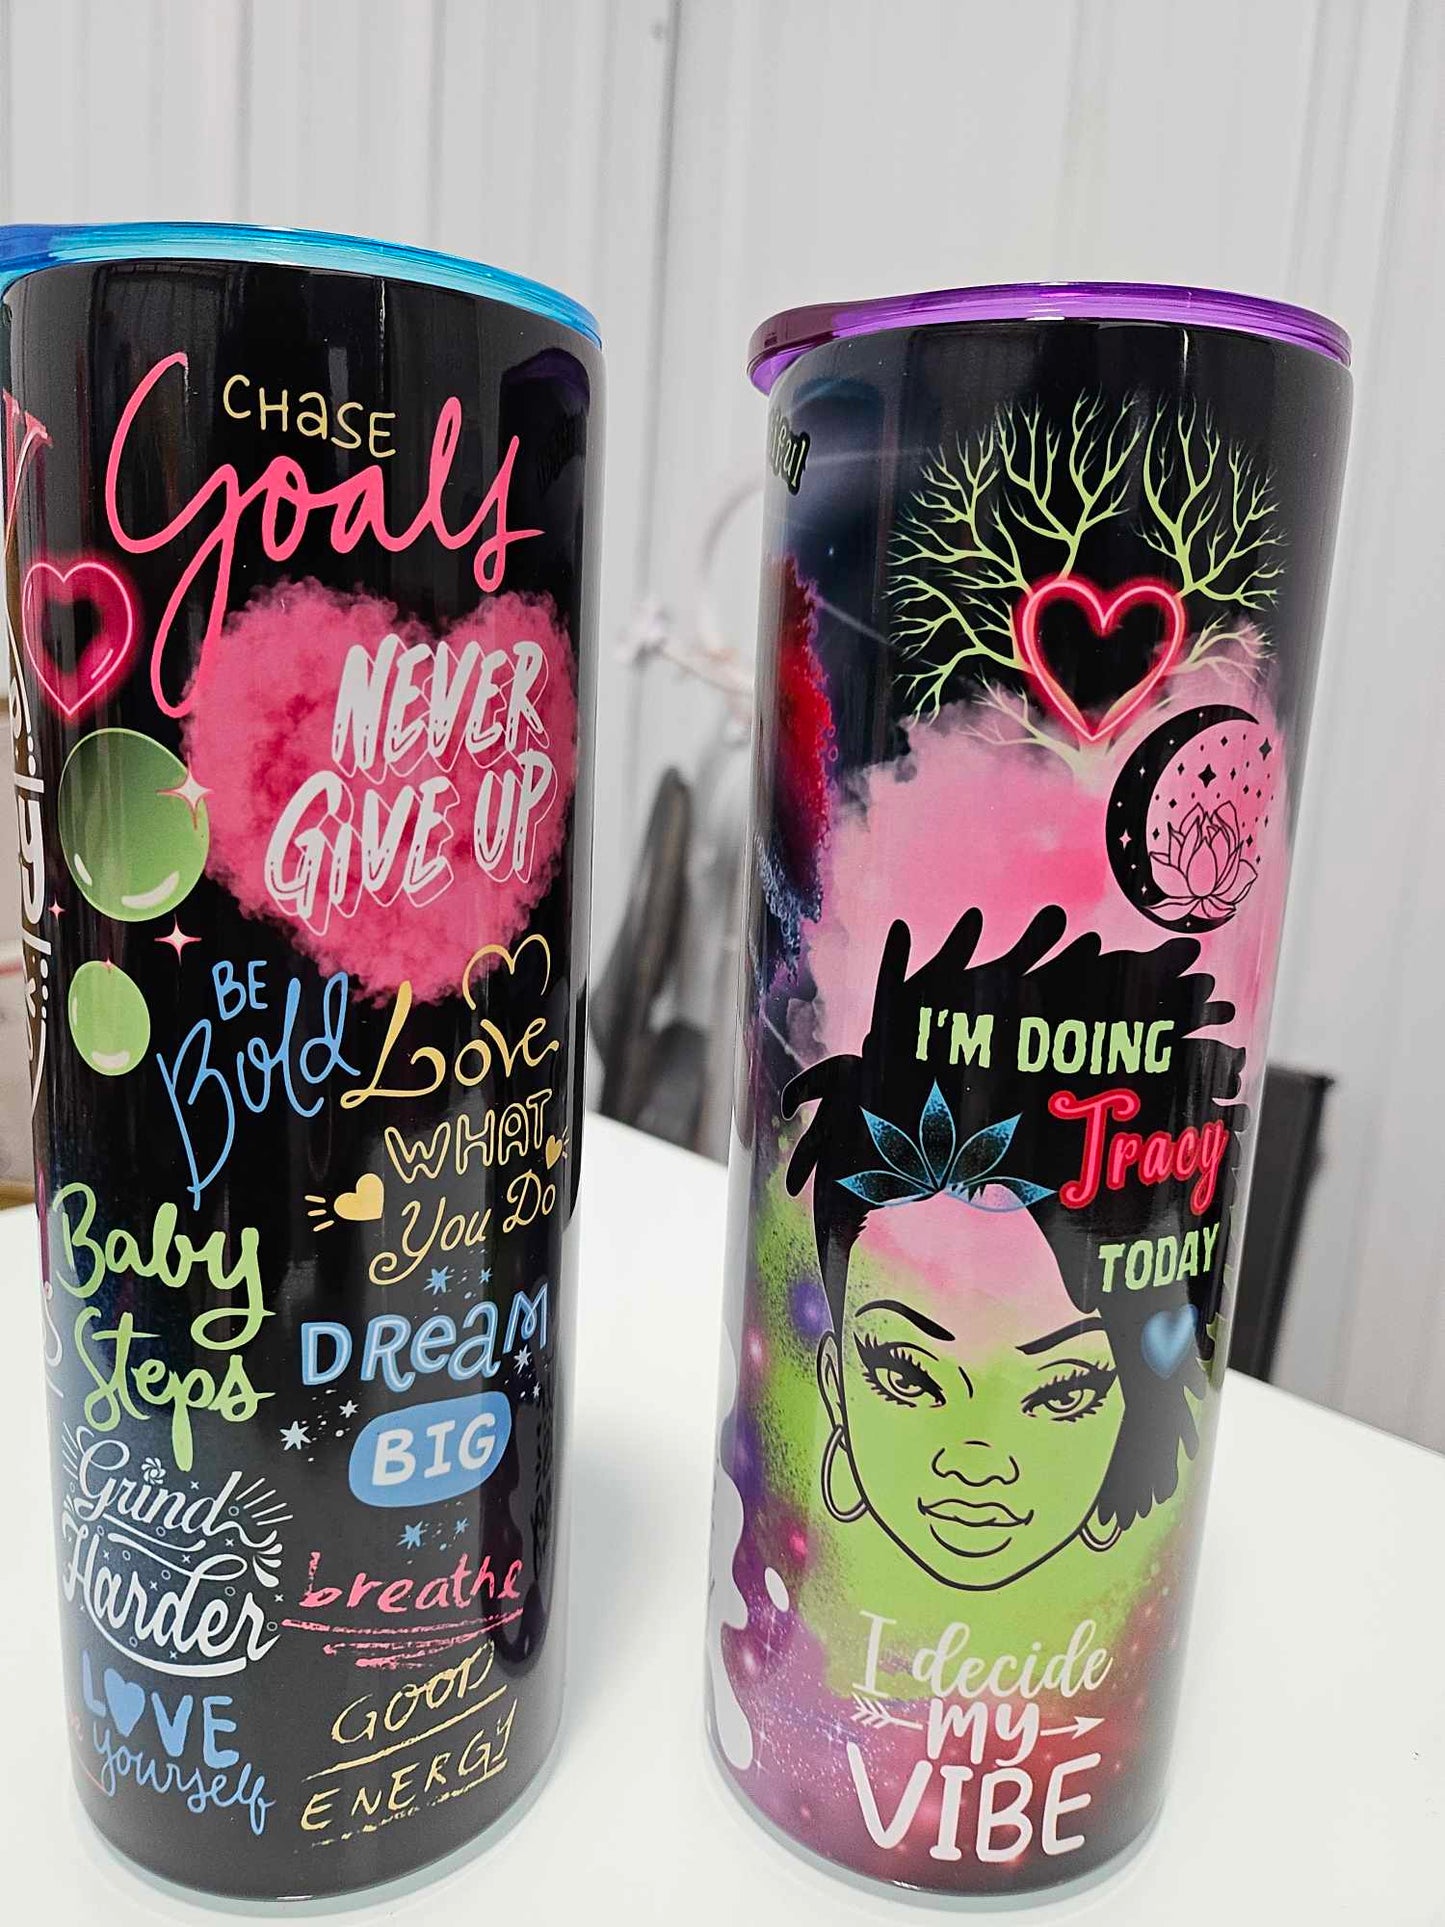 CHaSE
Goals
NEVER
GIVE UP
BE
Bold
Love
WHAT
You Do
Baby
Steps
DReaM
BIG
Grind
Harder
breathe
LOVE
yourself
GOOD
ENERGY
I'M DOING
Tracy
TODAY
I decide
my
VIBE